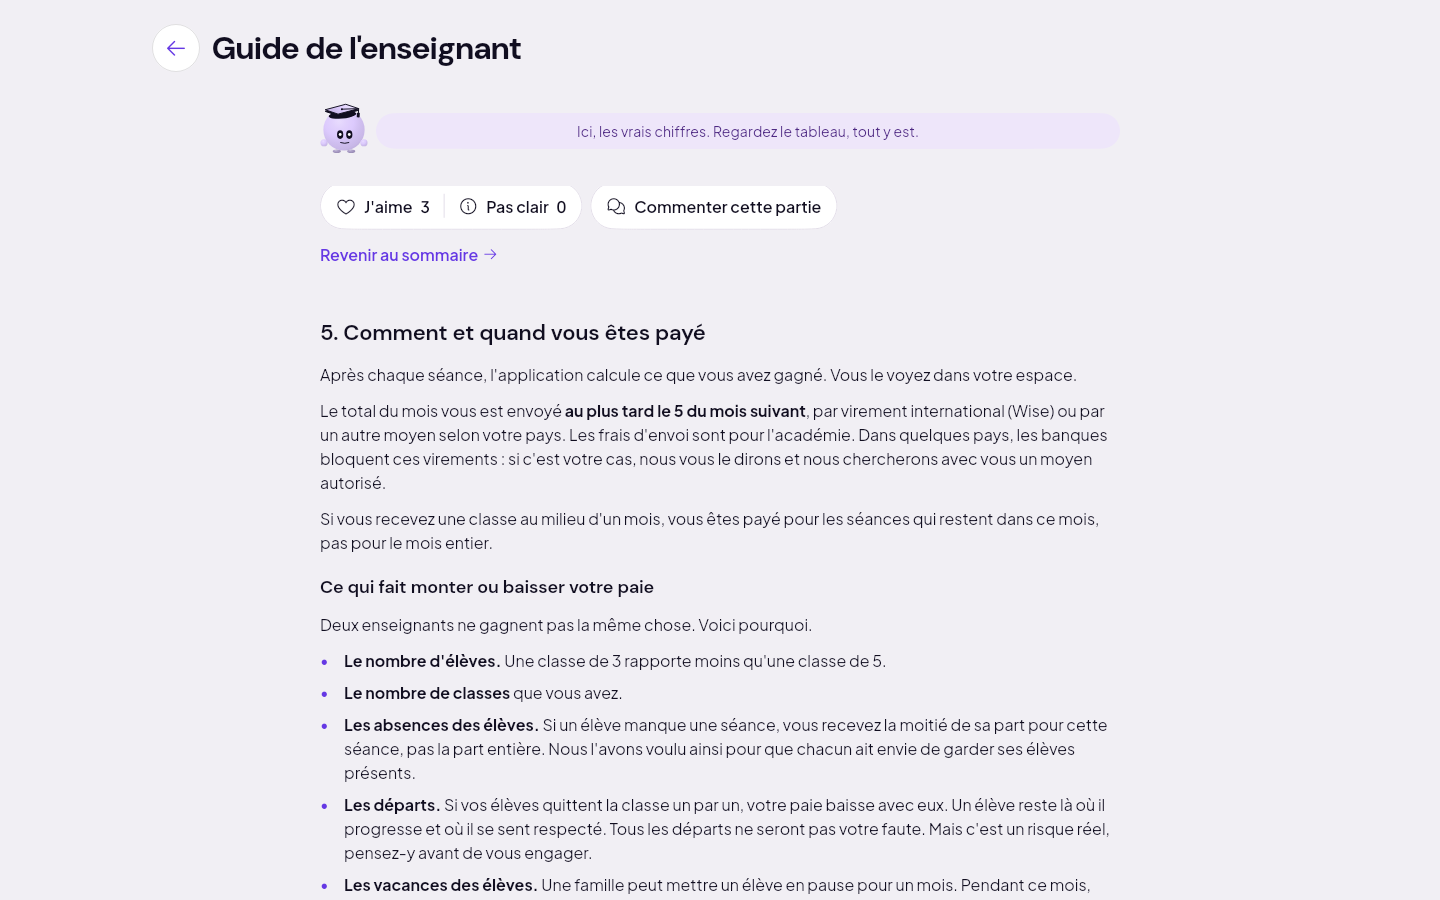 Guide de l'enseignant
Ici, les vrais chiffres. Regardez le tableau, tout y est.
J'aime 3 Pas clair 0 Commenter cette partie
Revenir au sommaire →
5. Comment et quand vous êtes payé
Après chaque séance, l'application calcule ce que vous avez gagné. Vous le voyez dans votre espace.
Le total du mois vous est envoyé au plus tard le 5 du mois suivant, par virement international (Wise) ou par
un autre moyen selon votre pays. Les frais d'envoi sont pour l'académie. Dans quelques pays, les banques
bloquent ces virements : si c'est votre cas, nous vous le dirons et nous chercherons avec vous un moyen
autorisé.
Si vous recevez une classe au milieu d'un mois, vous êtes payé pour les séances qui restent dans ce mois,
pas pour le mois entier.
Ce qui fait monter ou baisser votre paie
Deux enseignants ne gagnent pas la même chose. Voici pourquoi.
• Le nombre d'élèves. Une classe de 3 rapporte moins qu'une classe de 5.
• Le nombre de classes que vous avez.
• Les absences des élèves. Si un élève manque une séance, vous recevez la moitié de sa part pour cette
séance, pas la part entière. Nous l'avons voulu ainsi pour que chacun ait envie de garder ses élèves
présents.
• Les départs. Si vos élèves quittent la classe un par un, votre paie baisse avec eux. Un élève reste là où il
progresse et où il se sent respecté. Tous les départs ne seront pas votre faute. Mais c'est un risque réel,
pensez-y avant de vous engager.
• Les vacances des élèves. Une famille peut mettre un élève en pause pour un mois. Pendant ce mois,